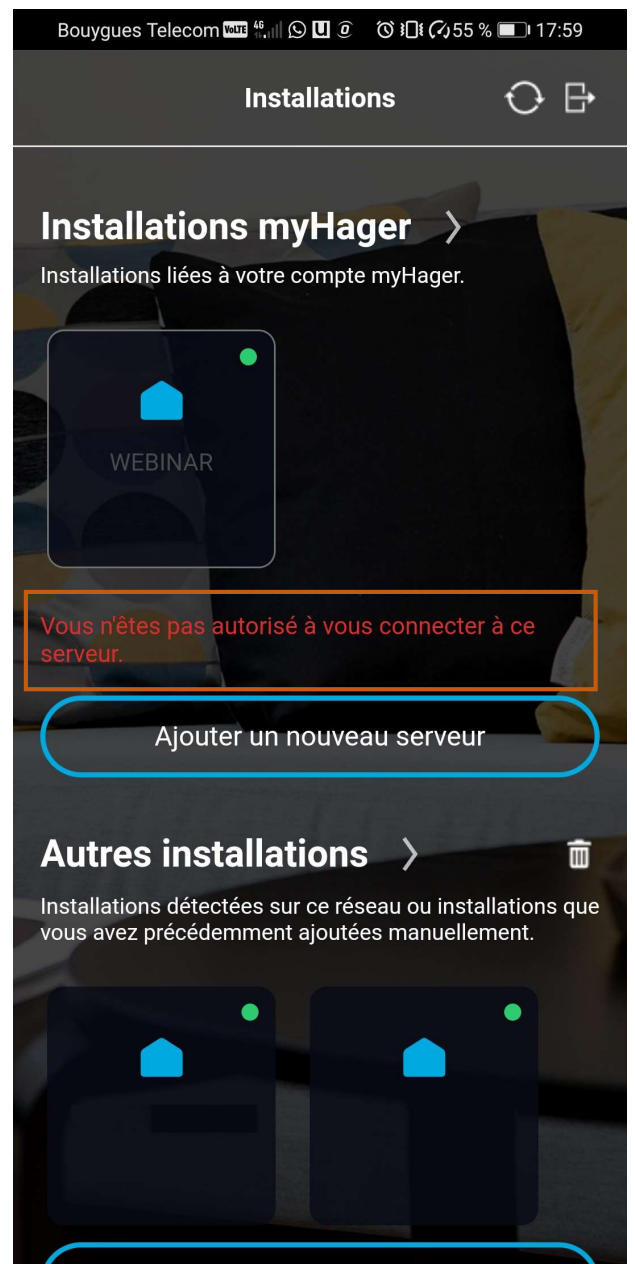 Bouygues Telecom VoLTE 4G 55 % 17:59
Installations
Installations myHager
Installations liées à votre compte myHager.
WEBINAR
Vous n'êtes pas autorisé à vous connecter à ce
serveur.
Ajouter un nouveau serveur
Autres installations
Installations détectées sur ce réseau ou installations que
vous avez précédemment ajoutées manuellement.